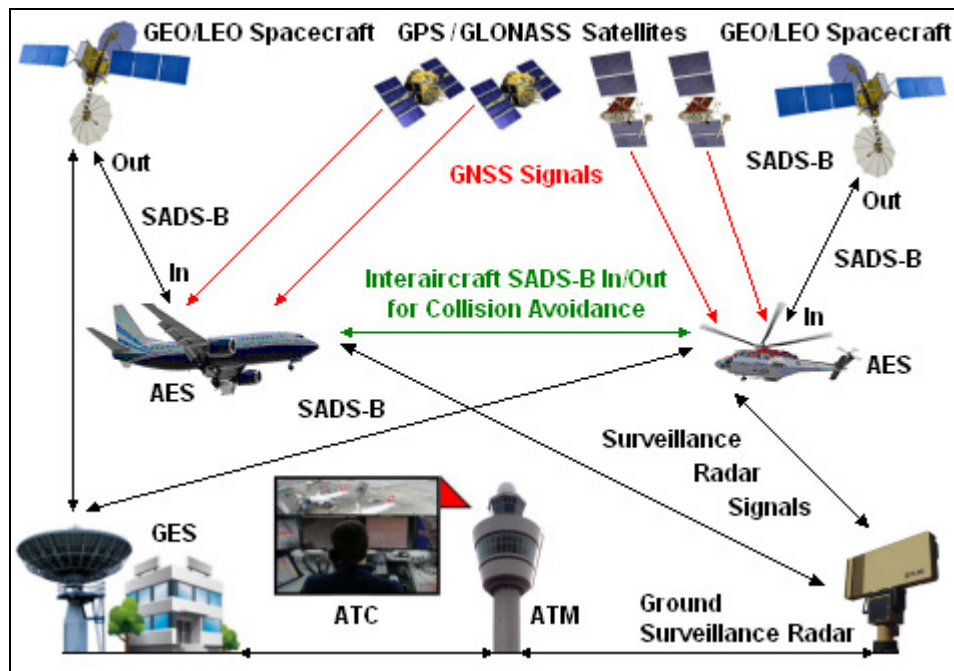 GEO/LEO Spacecraft
GPS / GLONASS Satellites
GEO/LEO Spacecraft
Out
SADS-B
GNSS Signals
SADS-B
Out
SADS-B
In
Interaircraft SADS-B In/Out
for Collision Avoidance
In
AES
AES
SADS-B
Surveillance
Radar
Signals
GES
ATC
ATM
Ground
Surveillance Radar